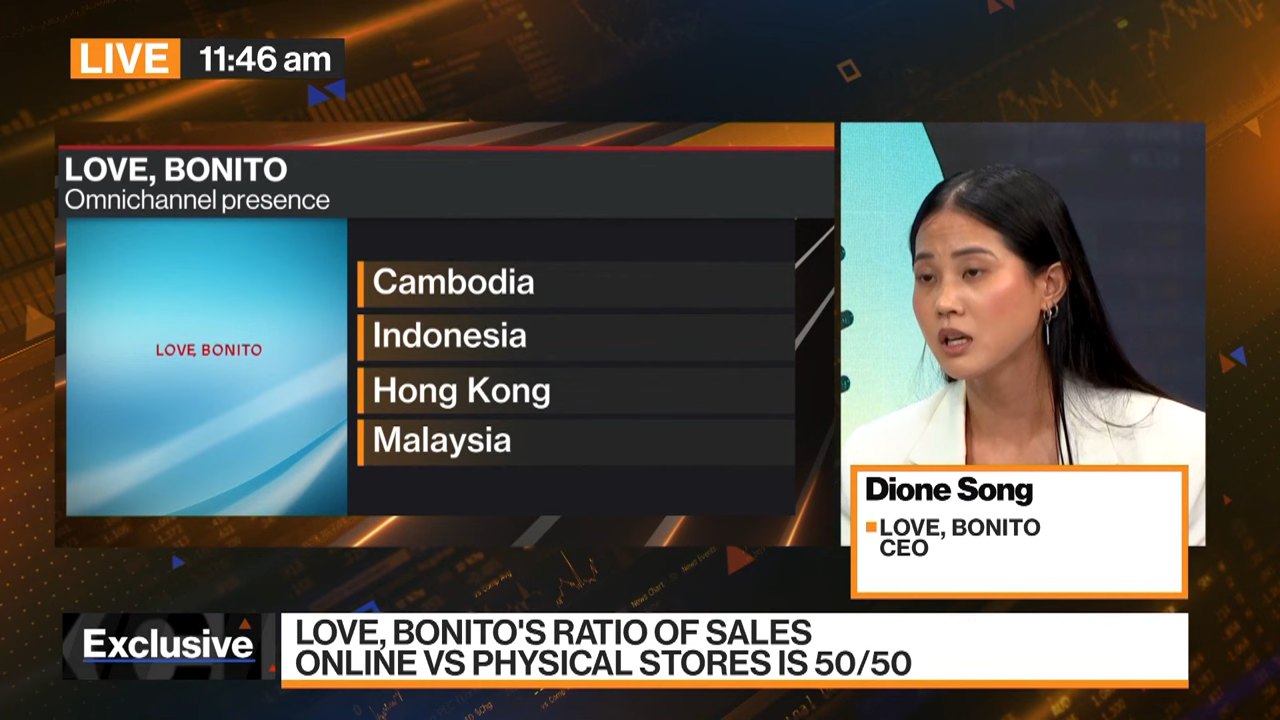 LIVE 11:46 am
LOVE, BONITO
Omnichannel presence
LOVE, BONITO
Cambodia
Indonesia
Hong Kong
Malaysia
Dione Song
LOVE, BONITO
CEO
Exclusive
LOVE, BONITO'S RATIO OF SALES
ONLINE VS PHYSICAL STORES IS 50/50